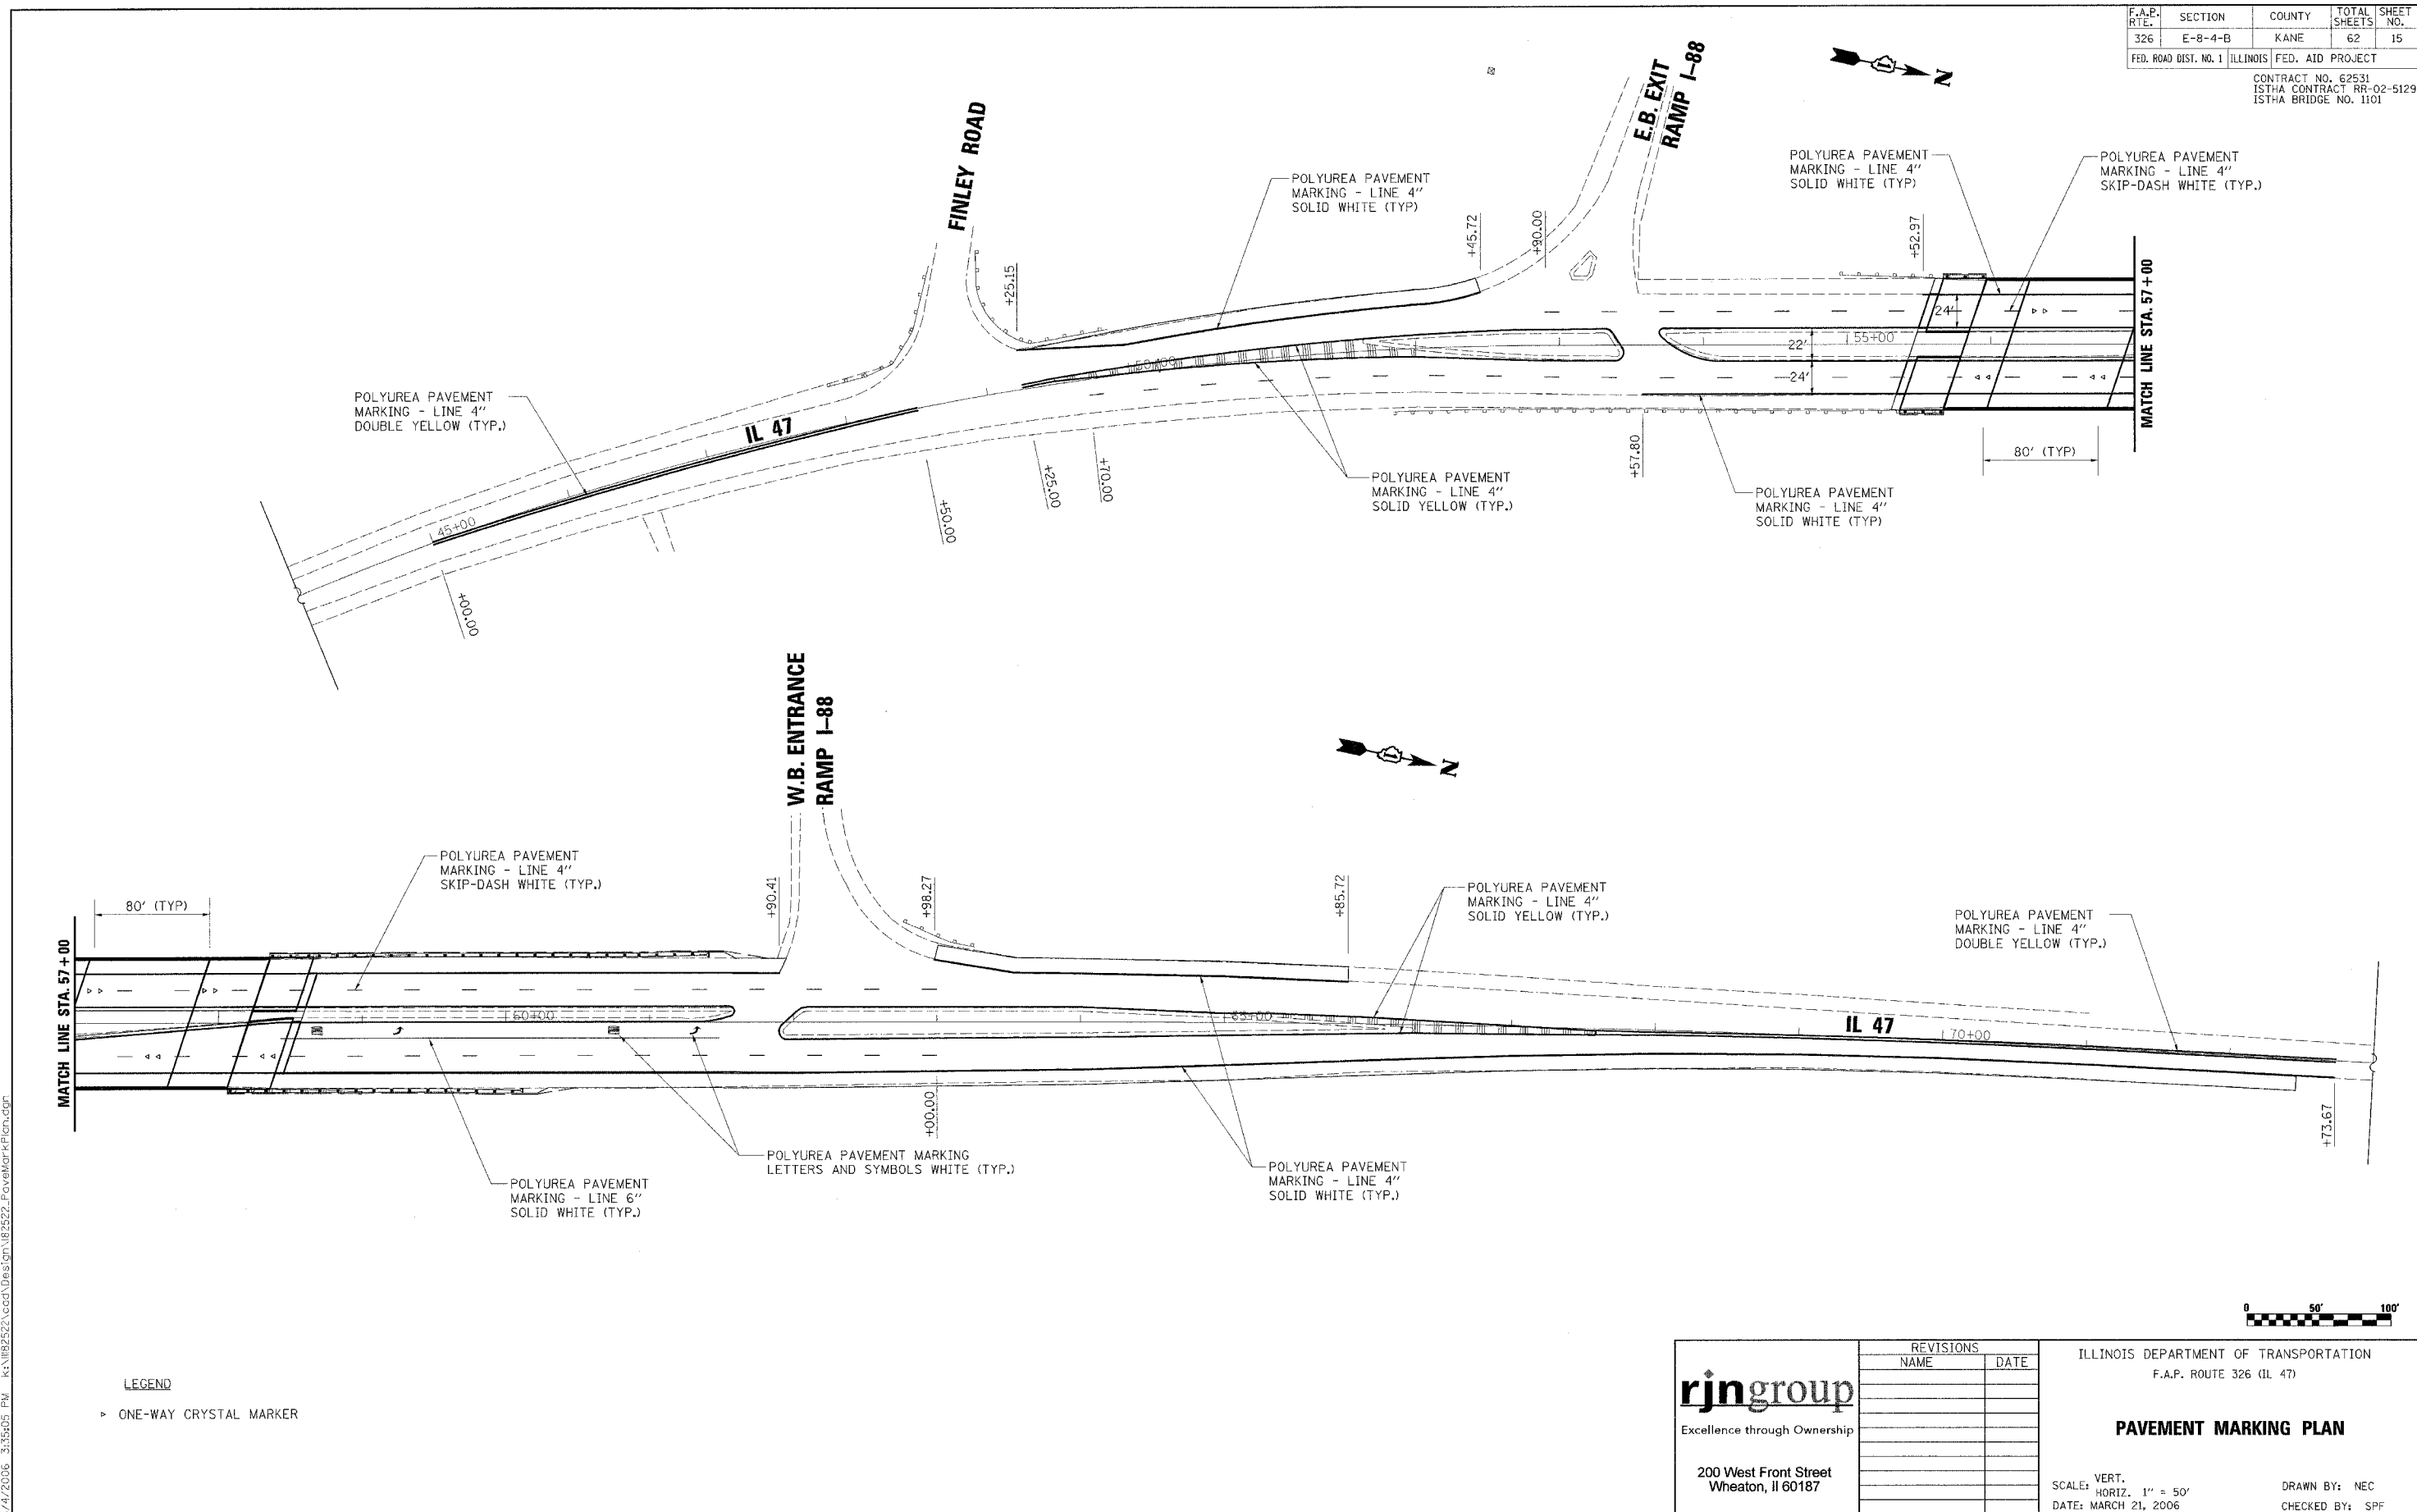 F.A.P. RTE. SECTION COUNTY TOTAL SHEETS SHEET NO.
326 E-8-4-B KANE 62 15
FED. ROAD DIST. NO. 1 ILLINOIS FED. AID PROJECT
CONTRACT NO. 62531
ISTHA CONTRACT RR-02-5129
ISTHA BRIDGE NO. 1101
N
FINLEY ROAD
E.B. EXIT
RAMP I-88
POLYUREA PAVEMENT
MARKING - LINE 4"
SOLID WHITE (TYP)
POLYUREA PAVEMENT
MARKING - LINE 4"
SOLID WHITE (TYP)
POLYUREA PAVEMENT
MARKING - LINE 4"
SKIP-DASH WHITE (TYP.)
+25.15
+45.72
+90.00
+52.97
MATCH LINE STA. 57+00
24'
22'
24'
50+00
55+00
POLYUREA PAVEMENT
MARKING - LINE 4"
DOUBLE YELLOW (TYP.)
IL 47
45+00
+00.00
+50.00
+25.00
+70.00
+57.80
80' (TYP)
POLYUREA PAVEMENT
MARKING - LINE 4"
SOLID YELLOW (TYP.)
POLYUREA PAVEMENT
MARKING - LINE 4"
SOLID WHITE (TYP)
W.B. ENTRANCE
RAMP I-88
N
POLYUREA PAVEMENT
MARKING - LINE 4"
SKIP-DASH WHITE (TYP.)
80' (TYP)
+90.41
+98.27
+85.72
POLYUREA PAVEMENT
MARKING - LINE 4"
SOLID YELLOW (TYP.)
POLYUREA PAVEMENT
MARKING - LINE 4"
DOUBLE YELLOW (TYP.)
MATCH LINE STA. 57+00
60+00
65+00
IL 47
70+00
+00.00
+73.67
POLYUREA PAVEMENT MARKING
LETTERS AND SYMBOLS WHITE (TYP.)
POLYUREA PAVEMENT
MARKING - LINE 6"
SOLID WHITE (TYP.)
POLYUREA PAVEMENT
MARKING - LINE 4"
SOLID WHITE (TYP.)
0 50' 100'
LEGEND
ONE-WAY CRYSTAL MARKER
rjngroup
Excellence through Ownership
200 West Front Street
Wheaton, Il 60187
REVISIONS
NAME DATE
ILLINOIS DEPARTMENT OF TRANSPORTATION
F.A.P. ROUTE 326 (IL 47)
PAVEMENT MARKING PLAN
SCALE: VERT.
HORIZ. 1" = 50'
DATE: MARCH 21, 2006
DRAWN BY: NEC
CHECKED BY: SPF
/4/2006 3:35:05 PM